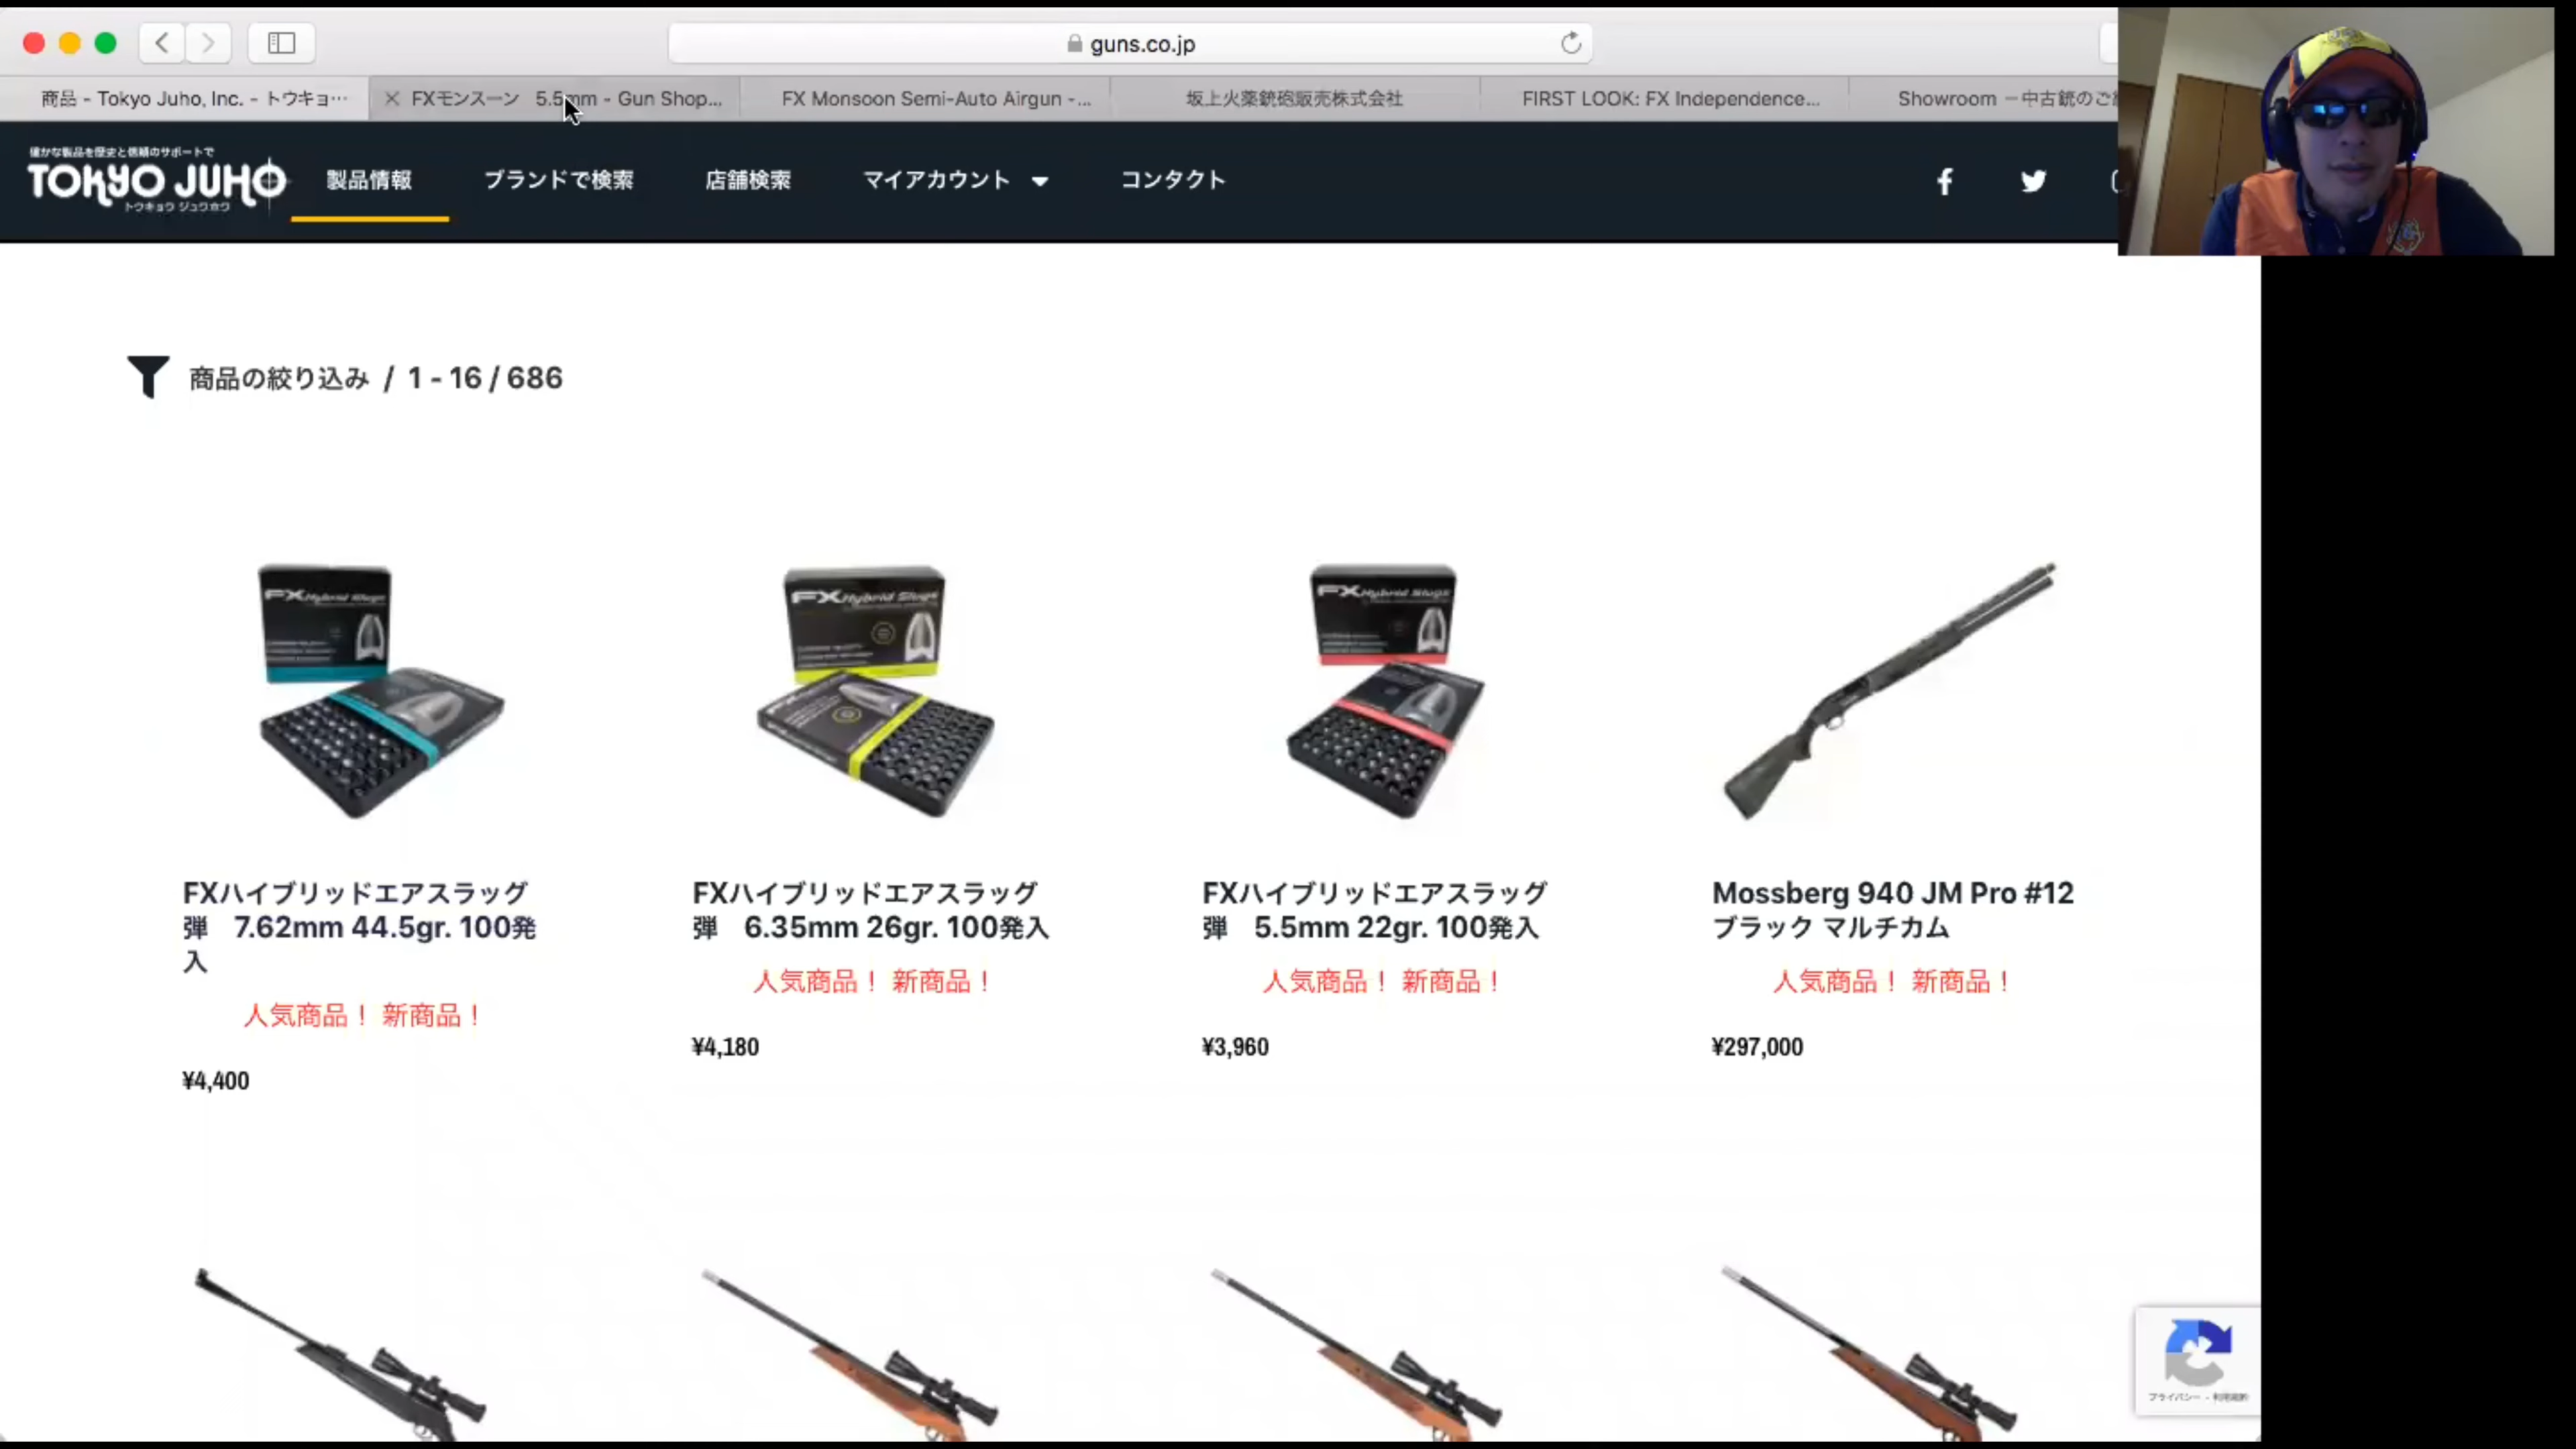 guns.co.jp
商品 - Tokyo Juho, Inc. - トウキョ…
FXモンスーン 5.5mm - Gun Shop...
FX Monsoon Semi-Auto Airgun -...
坂上火薬銃砲販売株式会社
FIRST LOOK: FX Independence...
Showroom －中古銃のご
確かな製品を歴史と信頼のサポートで
TOKYO JUHO
トウキョウ ジュウホウ
製品情報
ブランドで検索
店舗検索
マイアカウント
コンタクト
商品の絞り込み / 1 - 16 / 686
FX Hybrid Slugs
FX Hybrid Slugs
FX Hybrid Slugs
FXハイブリッドエアスラッグ
弾 7.62mm 44.5gr. 100発
入
人気商品！ 新商品！
¥4,400
FXハイブリッドエアスラッグ
弾 6.35mm 26gr. 100発入
人気商品！ 新商品！
¥4,180
FXハイブリッドエアスラッグ
弾 5.5mm 22gr. 100発入
人気商品！ 新商品！
¥3,960
Mossberg 940 JM Pro #12
ブラック マルチカム
人気商品！ 新商品！
¥297,000
プライバシー - 利用規約